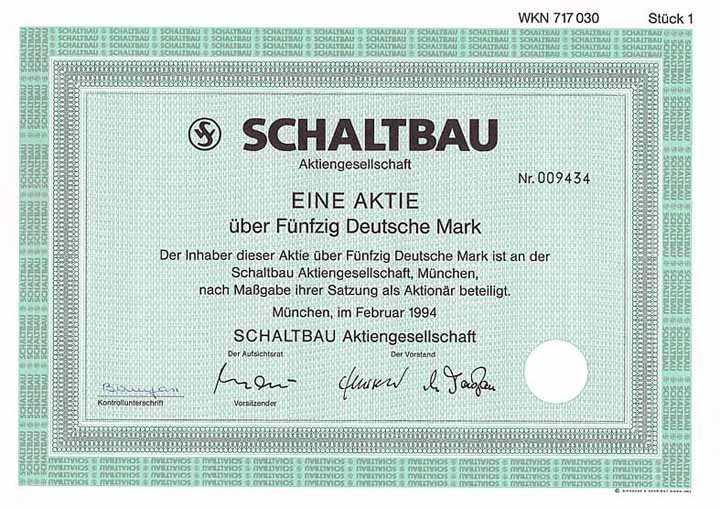 WKN 717 030 Stück 1
SCHALTBAU
Aktiengesellschaft
Nr. 009434
EINE AKTIE
über Fünfzig Deutsche Mark
Der Inhaber dieser Aktie über Fünfzig Deutsche Mark ist an der
Schaltbau Aktiengesellschaft, München,
nach Maßgabe ihrer Satzung als Aktionär beteiligt.
München, im Februar 1994
SCHALTBAU Aktiengesellschaft
Der Aufsichtsrat Der Vorstand
Kontrollunterschrift Vorsitzender